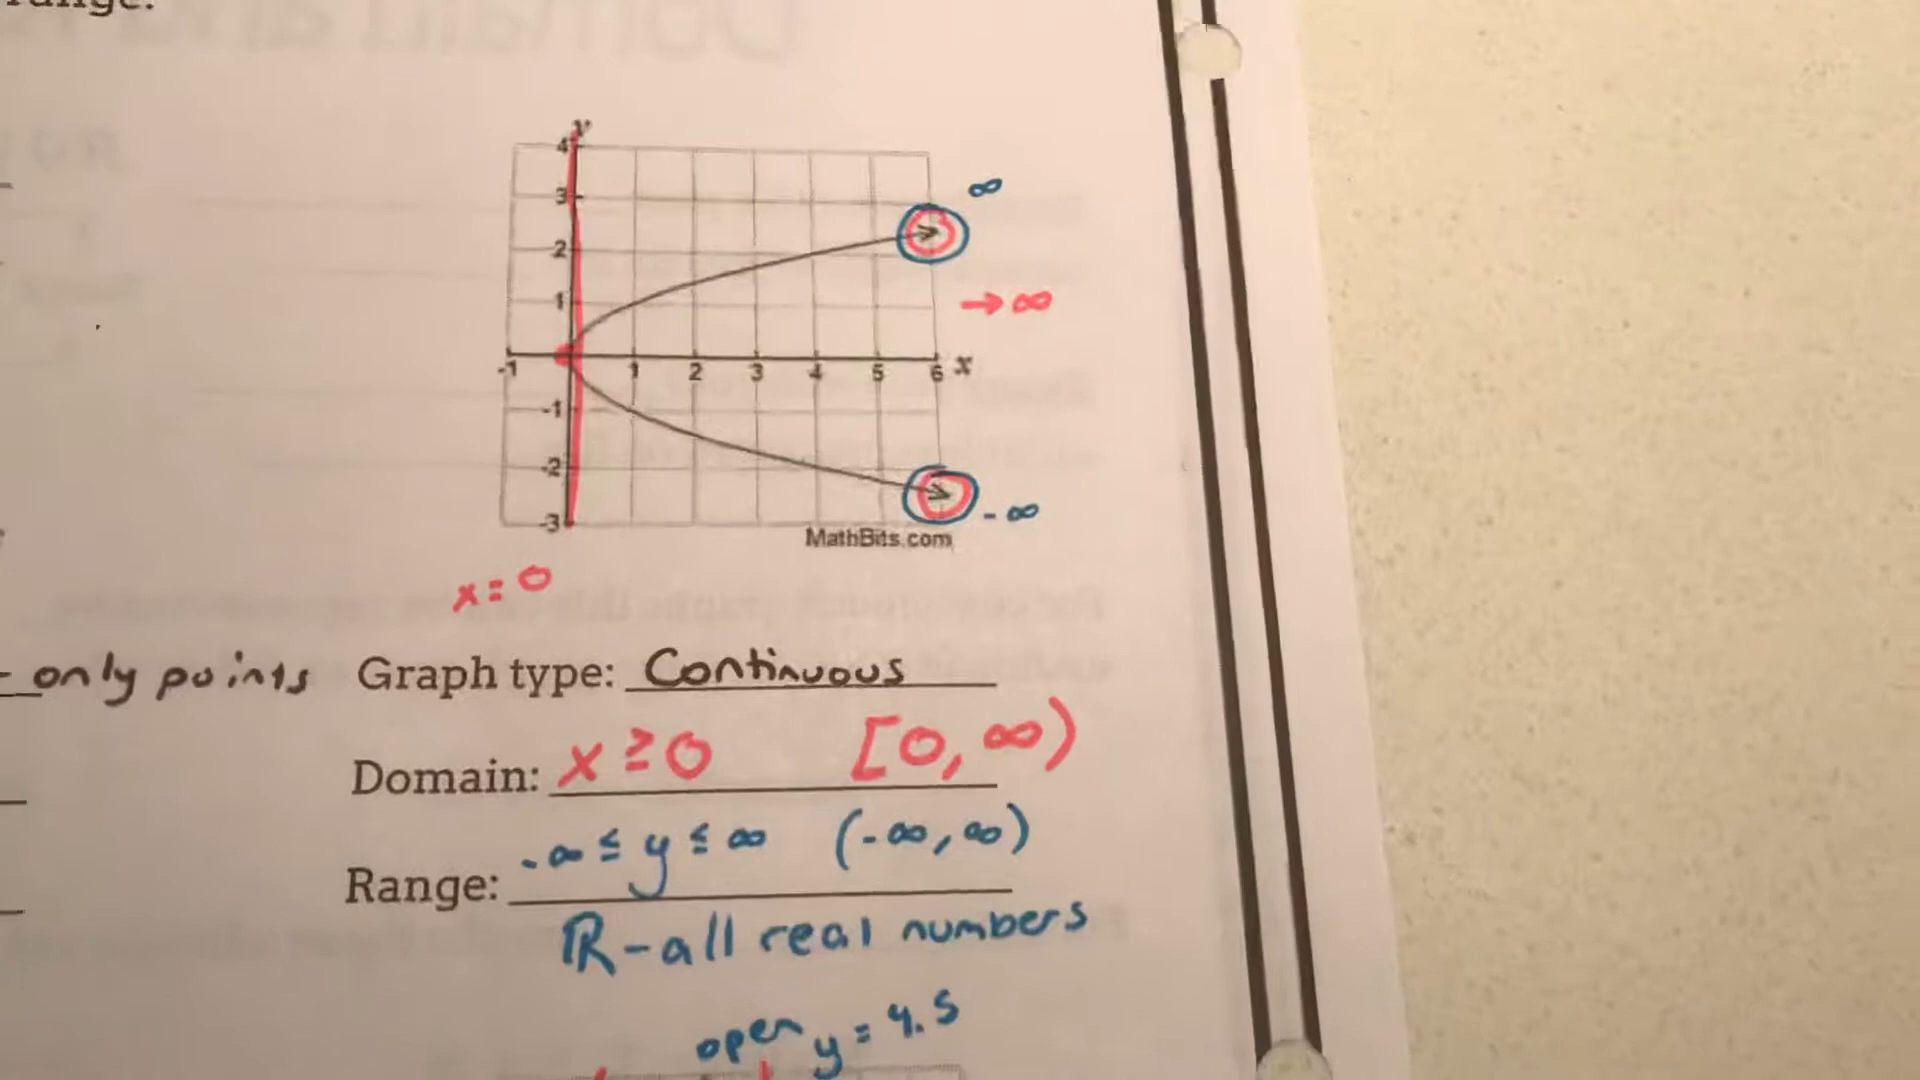 range.
y
4
3
∞
2
1
→ ∞
-1 1 2 3 4 5 6 x
-1
-2
-3
- ∞
MathBits.com
x = 0
only points Graph type: Continuous
Domain: x ≥ 0 [0, ∞)
Range: -∞ ≤ y ≤ ∞ (-∞, ∞)
ℝ - all real numbers
open y = 4.5